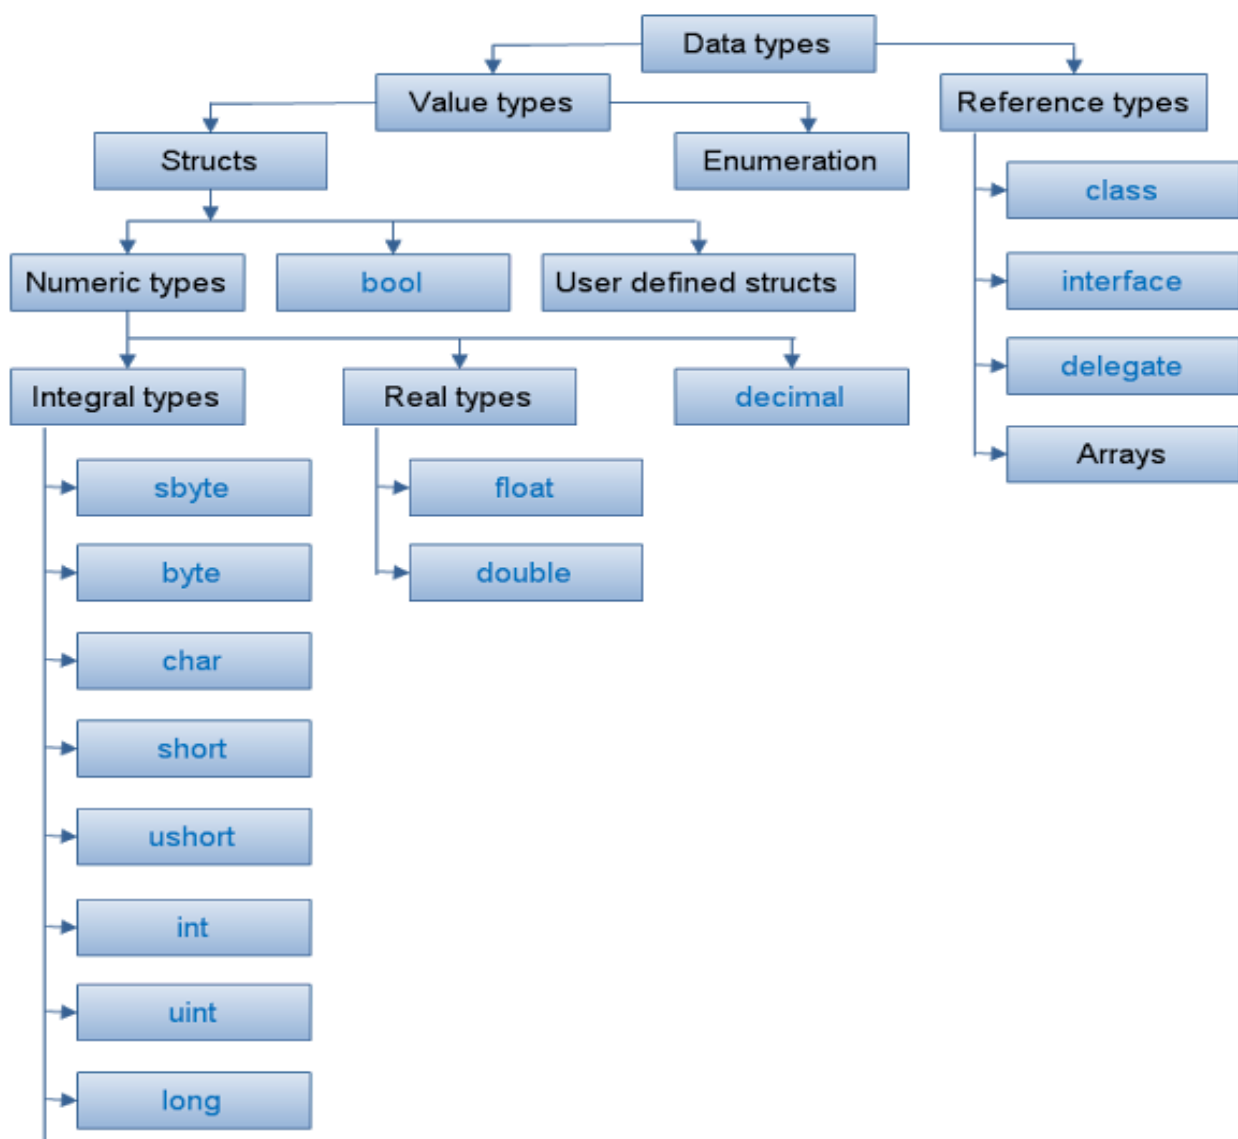 Data types
Value types
Reference types
Structs
Enumeration
class
Numeric types
bool
User defined structs
interface
delegate
Integral types
Real types
decimal
Arrays
sbyte
float
byte
double
char
short
ushort
int
uint
long